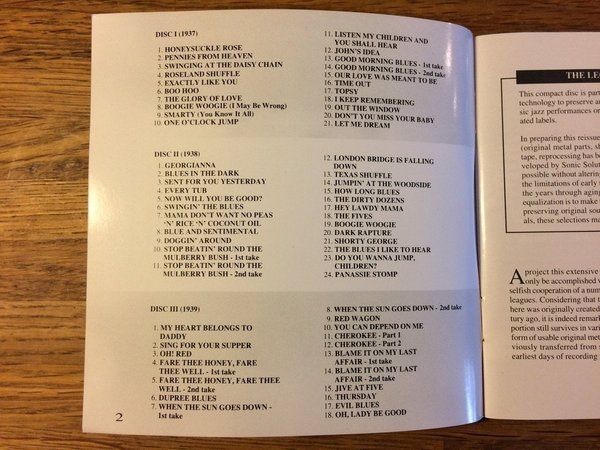 DISC I (1937)
1. HONEYSUCKLE ROSE
2. PENNIES FROM HEAVEN
3. SWINGING AT THE DAISY CHAIN
4. ROSELAND SHUFFLE
5. EXACTLY LIKE YOU
6. BOO HOO
7. THE GLORY OF LOVE
8. BOOGIE WOOGIE (I May Be Wrong)
9. SMARTY (You Know It All)
10. ONE O'CLOCK JUMP
11. LISTEN MY CHILDREN AND
YOU SHALL HEAR
12. JOHN'S IDEA
13. GOOD MORNING BLUES - 1st take
14. GOOD MORNING BLUES - 2nd take
15. OUR LOVE WAS MEANT TO BE
16. TIME OUT
17. TOPSY
18. I KEEP REMEMBERING
19. OUT THE WINDOW
20. DON'T YOU MISS YOUR BABY
21. LET ME DREAM
DISC II (1938)
1. GEORGIANNA
2. BLUES IN THE DARK
3. SENT FOR YOU YESTERDAY
4. EVERY TUB
5. NOW WILL YOU BE GOOD?
6. SWINGIN' THE BLUES
7. MAMA DON'T WANT NO PEAS
'N' RICE 'N' COCONUT OIL
8. BLUE AND SENTIMENTAL
9. DOGGIN' AROUND
10. STOP BEATIN' ROUND THE
MULBERRY BUSH - 1st take
11. STOP BEATIN' ROUND THE
MULBERRY BUSH - 2nd take
12. LONDON BRIDGE IS FALLING
DOWN
13. TEXAS SHUFFLE
14. JUMPIN' AT THE WOODSIDE
15. HOW LONG BLUES
16. THE DIRTY DOZENS
17. HEY LAWDY MAMA
18. THE FIVES
19. BOOGIE WOOGIE
20. DARK RAPTURE
21. SHORTY GEORGE
22. THE BLUES I LIKE TO HEAR
23. DO YOU WANNA JUMP,
CHILDREN?
24. PANASSIE STOMP
DISC III (1939)
1. MY HEART BELONGS TO
DADDY
2. SING FOR YOUR SUPPER
3. OH! RED
4. FARE THEE HONEY, FARE
THEE WELL - 1st take
5. FARE THEE HONEY, FARE THEE
WELL - 2nd take
6. DUPREE BLUES
7. WHEN THE SUN GOES DOWN -
1st take
8. WHEN THE SUN GOES DOWN - 2nd take
9. RED WAGON
10. YOU CAN DEPEND ON ME
11. CHEROKEE - Part 1
12. CHEROKEE - Part 2
13. BLAME IT ON MY LAST
AFFAIR - 1st take
14. BLAME IT ON MY LAST
AFFAIR - 2nd take
15. JIVE AT FIVE
16. THURSDAY
17. EVIL BLUES
18. OH, LADY BE GOOD
2
THE LE
This compact disc is part
technology to preserve an
sic jazz performances on
ated labels.
In preparing this reissue
(original metal parts, sh
tape, reprocessing has be
veloped by Sonic Solut
possible without altering
the limitations of early
the years through aging
equalization is to make
preserving original sou
als, these selections ma
A project this extensive
only be accomplished w
selfish cooperation of a num
leagues. Considering that t
here was originally created
tury ago, it is indeed remark
portion still survives in vari
form of usable original met
viously transferred from
earliest days of recording